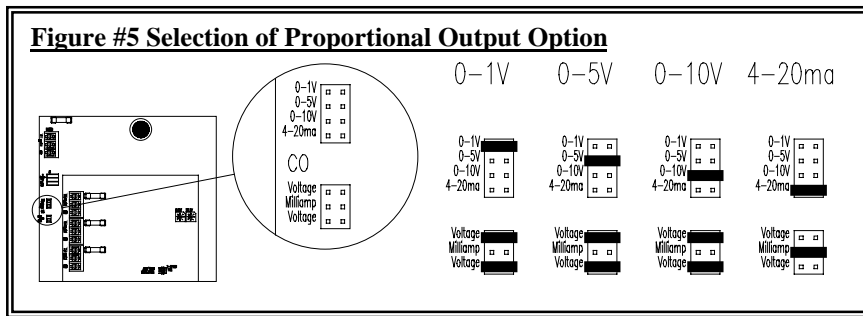 Figure #5 Selection of Proportional Output Option
0-1V
0-5V
0-10V
4-20ma
CO
Voltage
Milliamp
Voltage
0-1V
0-1V
0-5V
0-10V
4-20ma
Voltage
Milliamp
Voltage
0-5V
0-1V
0-5V
0-10V
4-20ma
Voltage
Milliamp
Voltage
0-10V
0-1V
0-5V
0-10V
4-20ma
Voltage
Milliamp
Voltage
4-20ma
0-1V
0-5V
0-10V
4-20ma
Voltage
Milliamp
Voltage